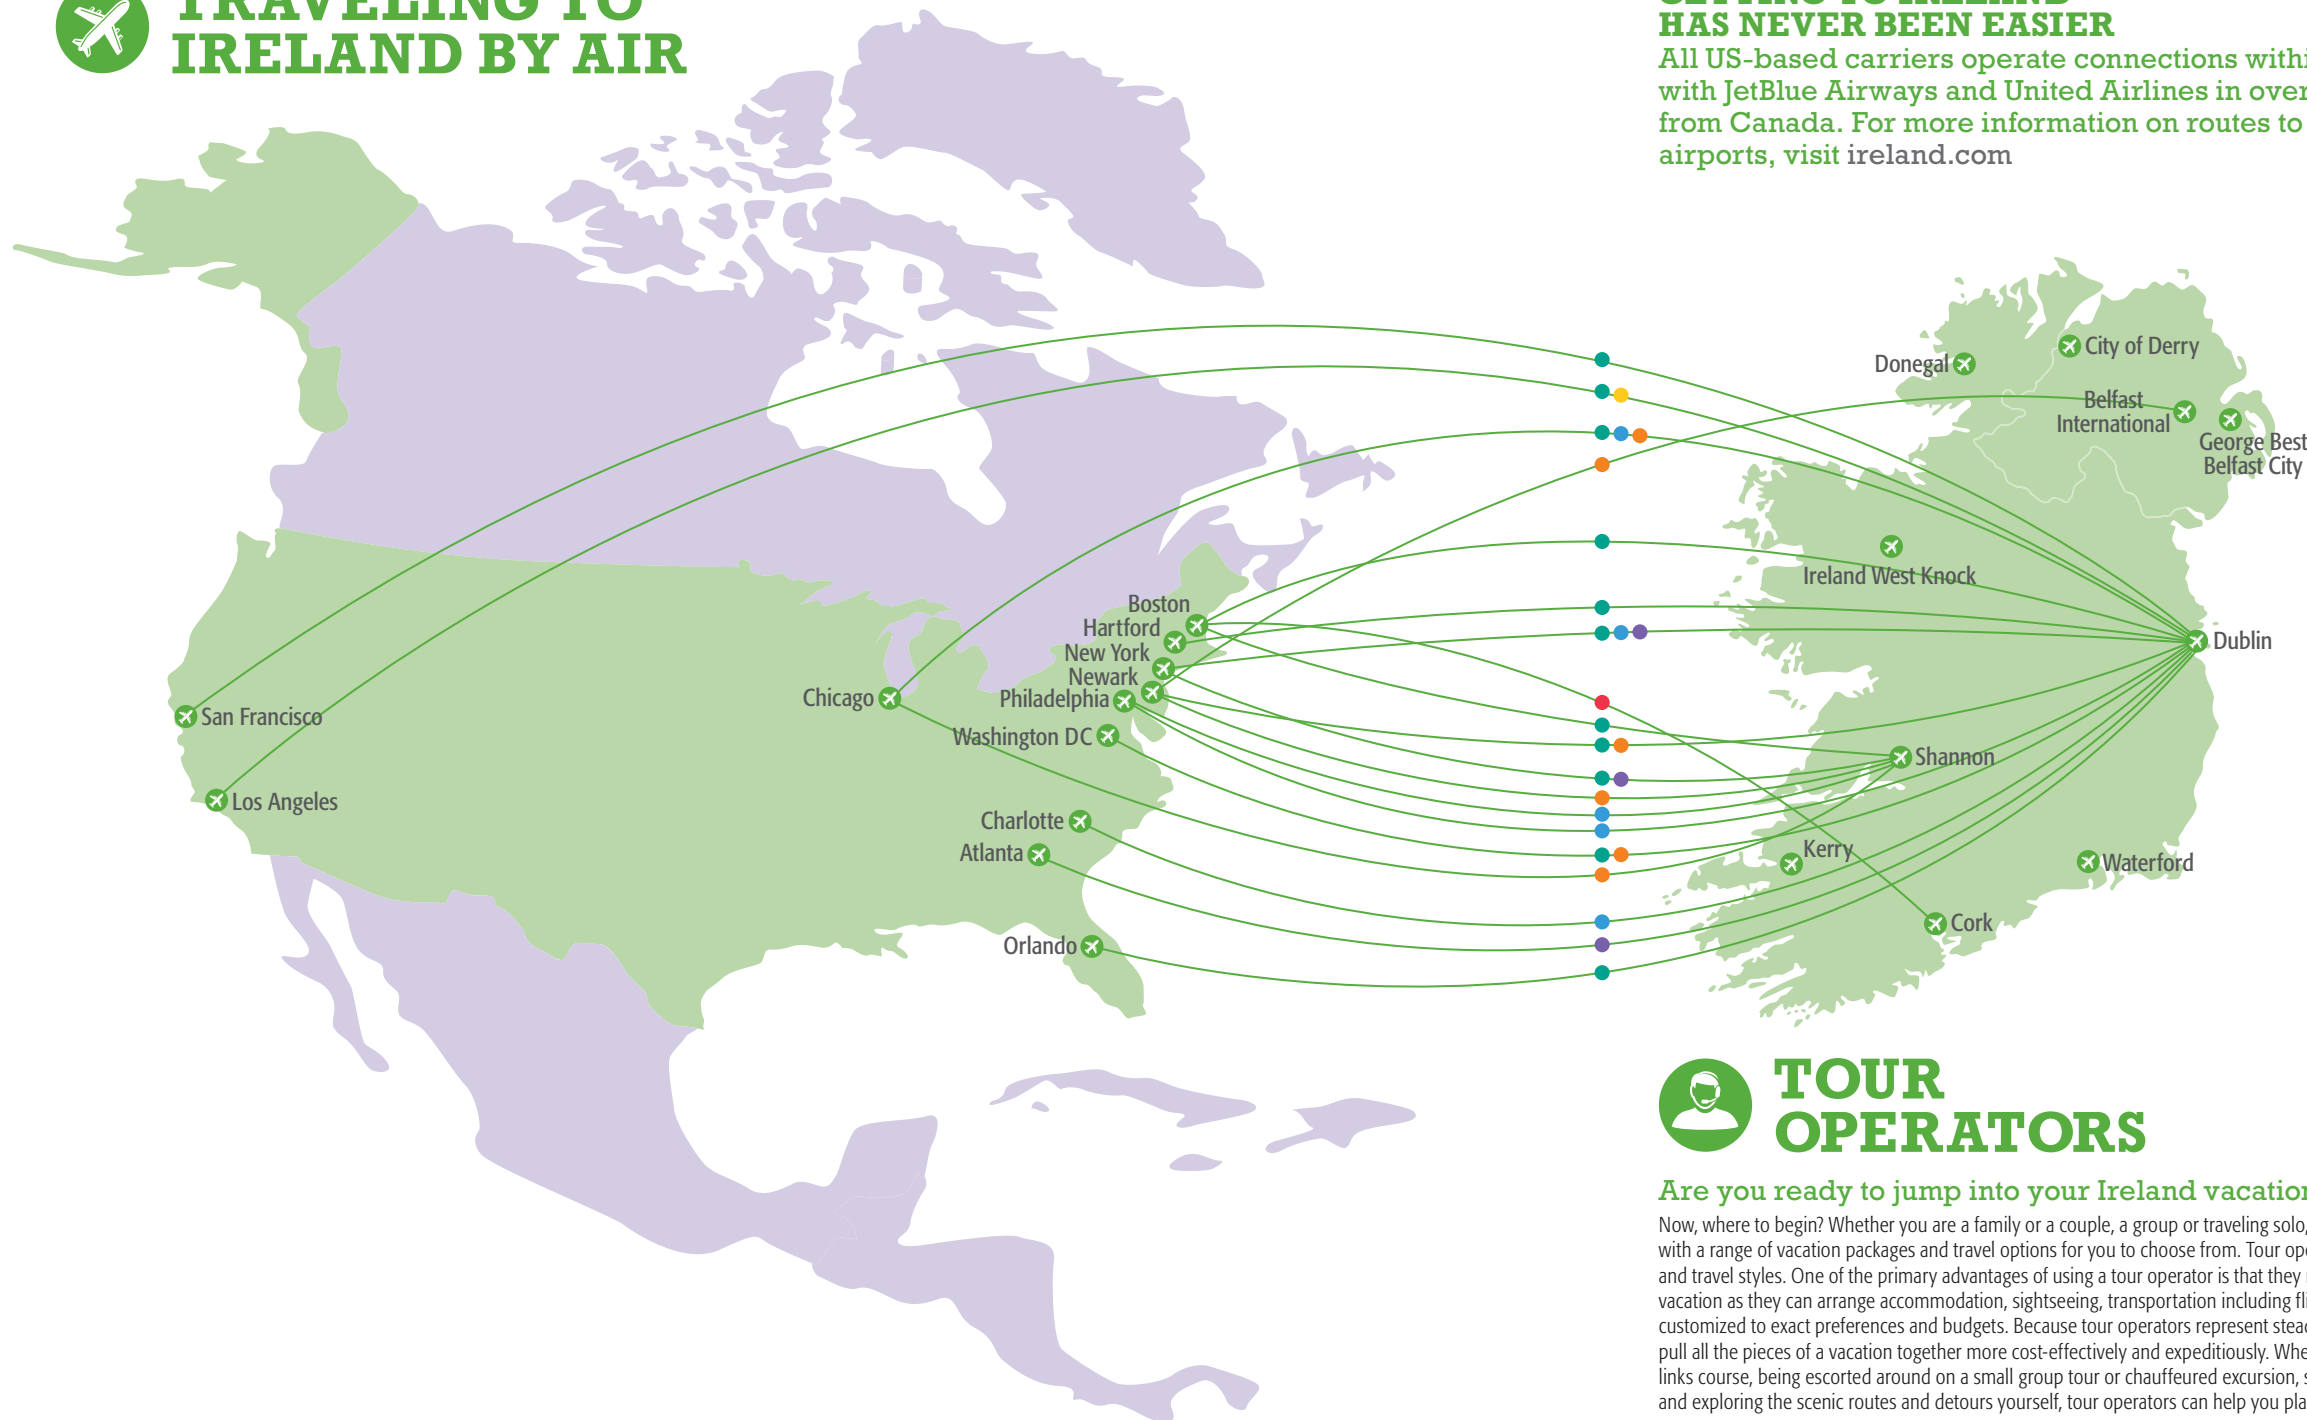 TRAVELING TO
IRELAND BY AIR
GETTING TO IRELAND
HAS NEVER BEEN EASIER
All US-based carriers operate connections
with JetBlue Airways and United Airlines in over
from Canada. For more information on routes to
airports, visit ireland.com
Donegal
City of Derry
Belfast
International
George Best
Belfast City
Ireland West Knock
Dublin
Shannon
Kerry
Waterford
Cork
Boston
Hartford
New York
Newark
Philadelphia
Chicago
Washington DC
San Francisco
Los Angeles
Charlotte
Atlanta
Orlando
TOUR
OPERATORS
Are you ready to jump into your Ireland vacation
Now, where to begin? Whether you are a family or a couple, a group or traveling solo,
with a range of vacation packages and travel options for you to choose from. Tour
and travel styles. One of the primary advantages of using a tour operator is that they
vacation as they can arrange accommodation, sightseeing, transportation including
customized to exact preferences and budgets. Because tour operators represent
pull all the pieces of a vacation together more cost-effectively and expeditiously.
links course, being escorted around on a small group tour or chauffeured excursion,
and exploring the scenic routes and detours yourself, tour operators can help you